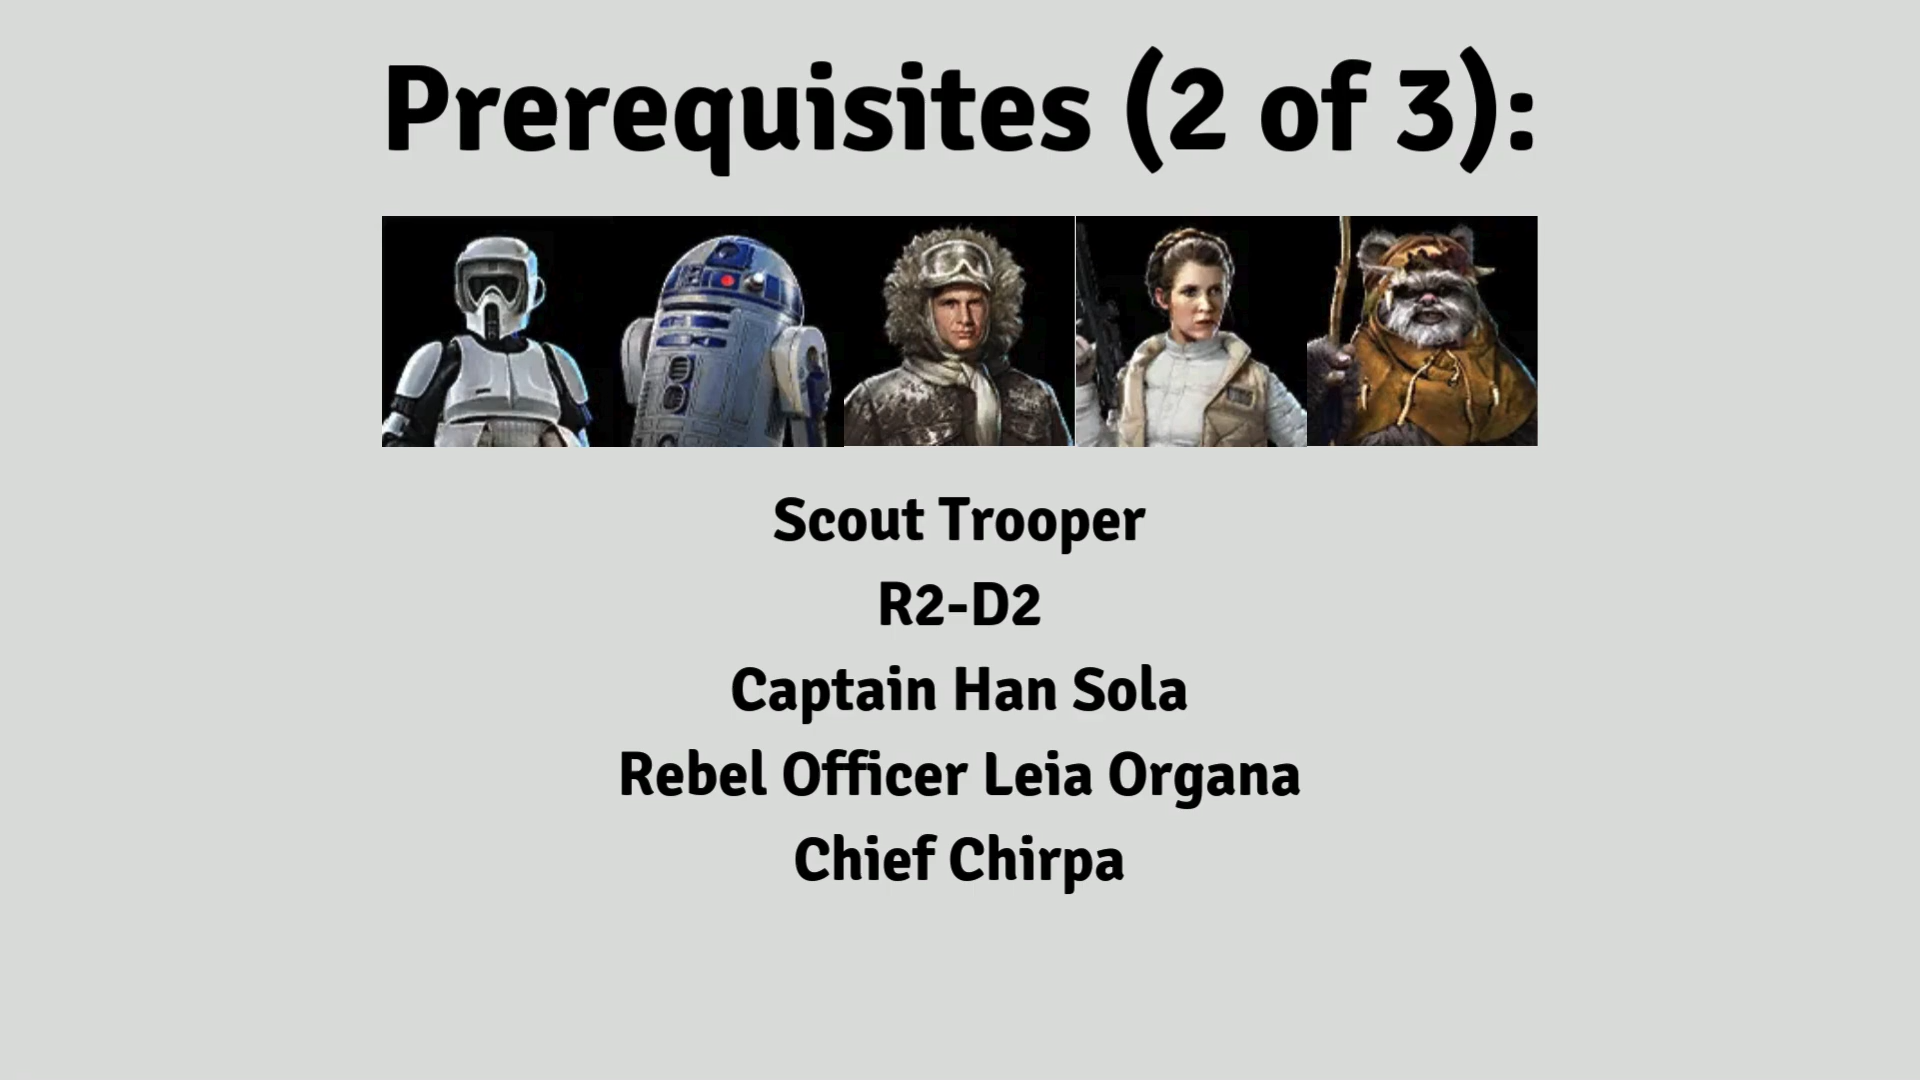 Prerequisites (2 of 3):
Scout Trooper
R2-D2
Captain Han Sola
Rebel Officer Leia Organa
Chief Chirpa